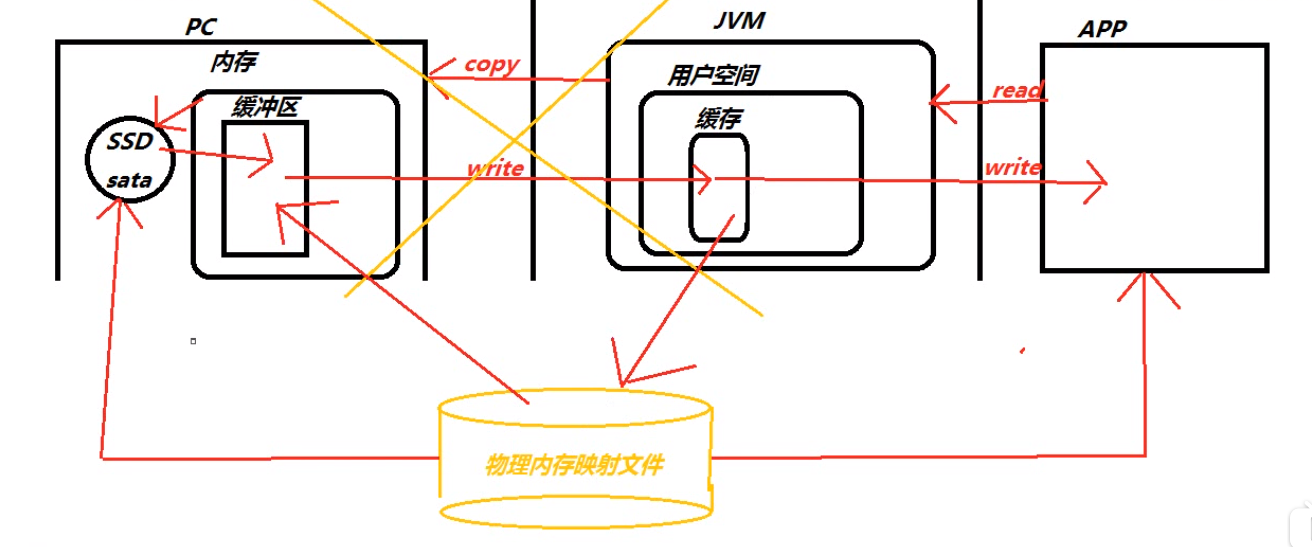 PC
JVM
APP
内存
copy
用户空间
read
缓冲区
缓存
SSD
sata
write
write
物理内存映射文件